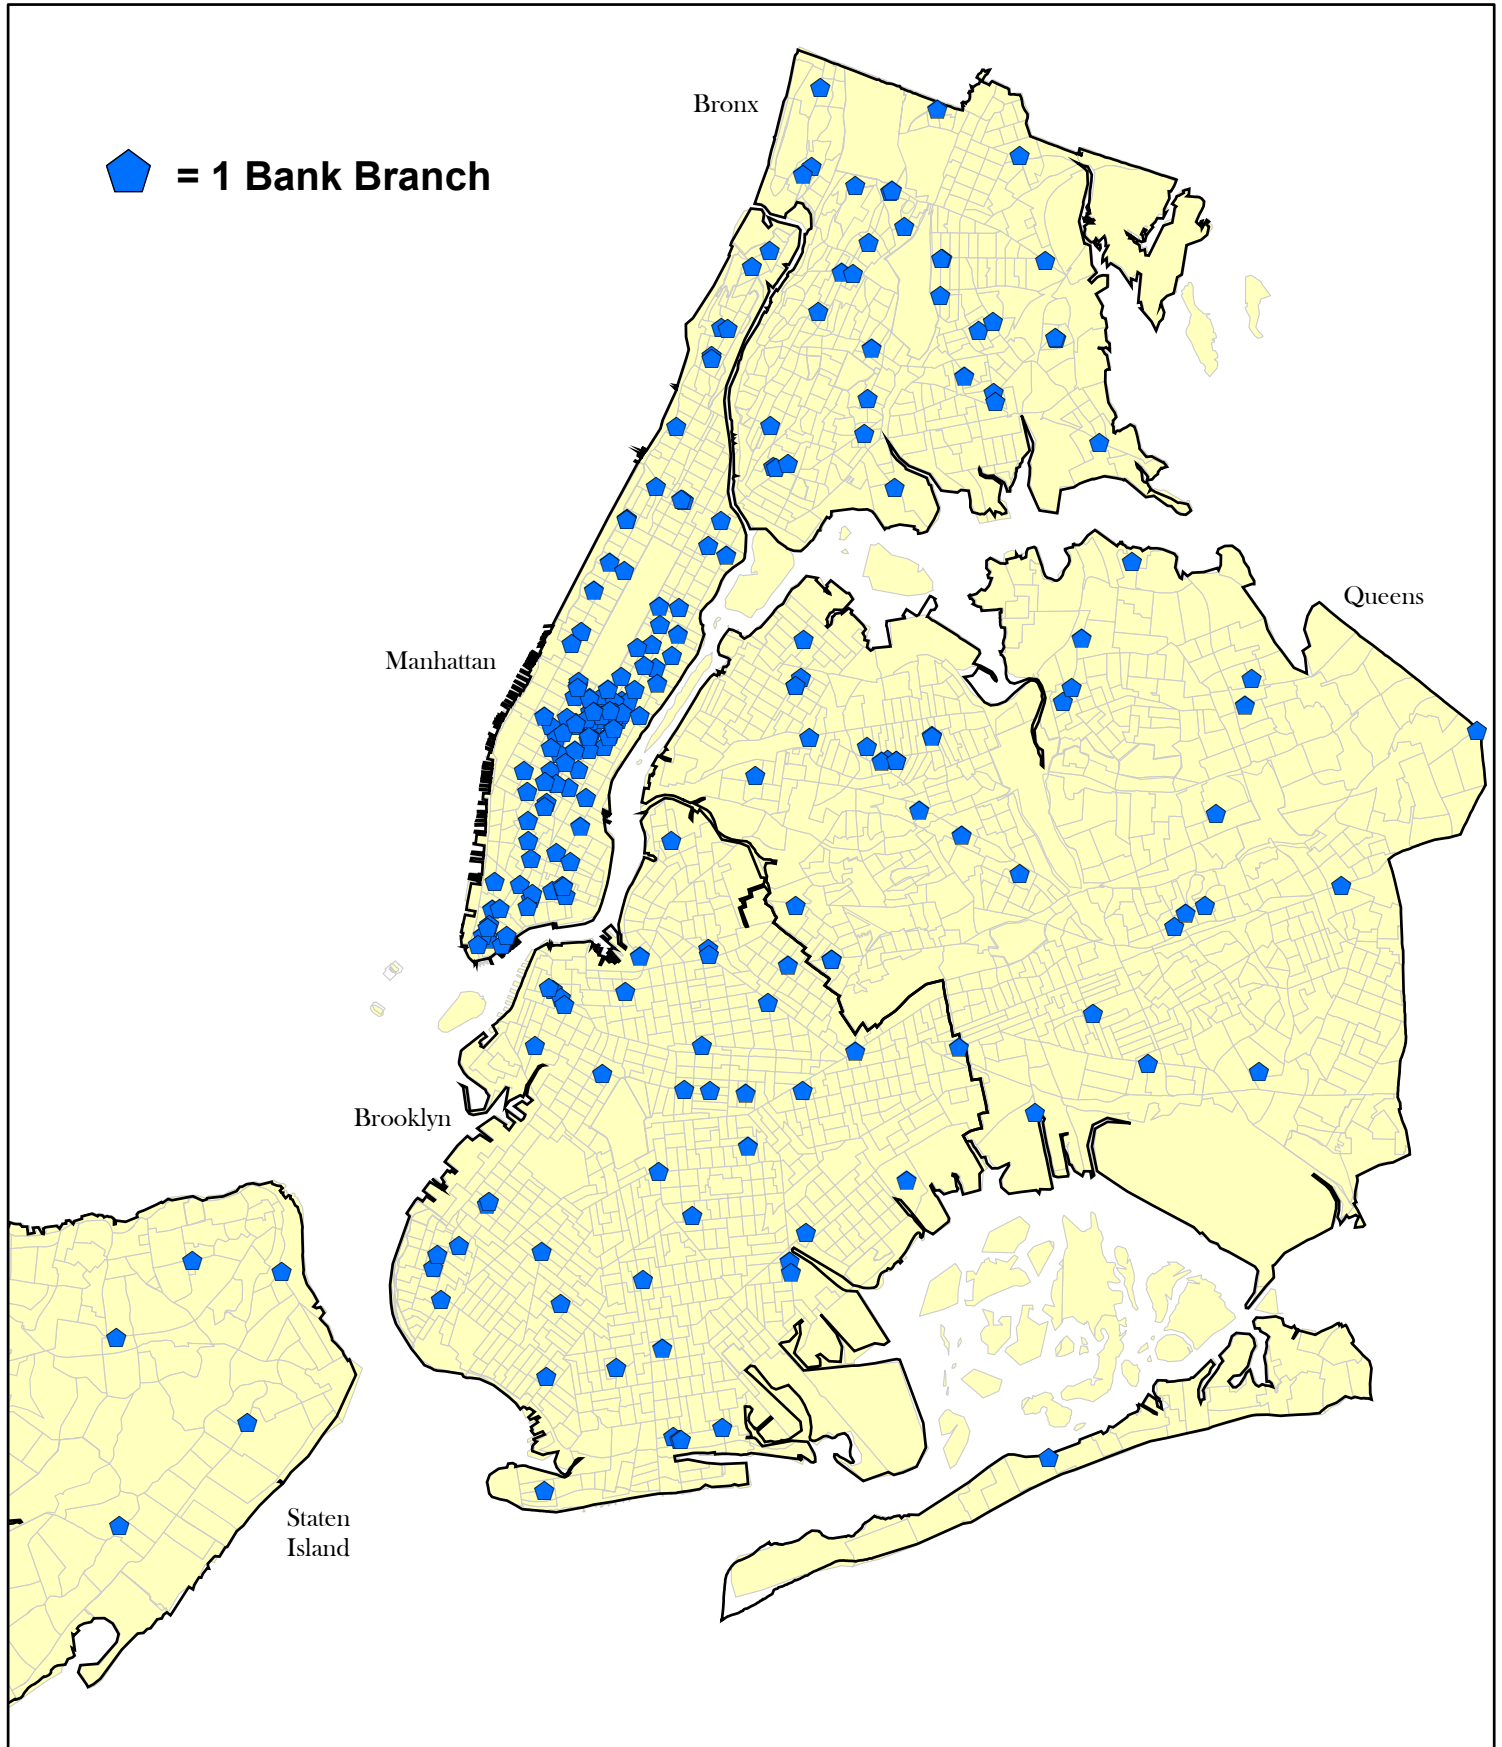 Bronx
= 1 Bank Branch
Queens
Manhattan
Brooklyn
Staten
Island